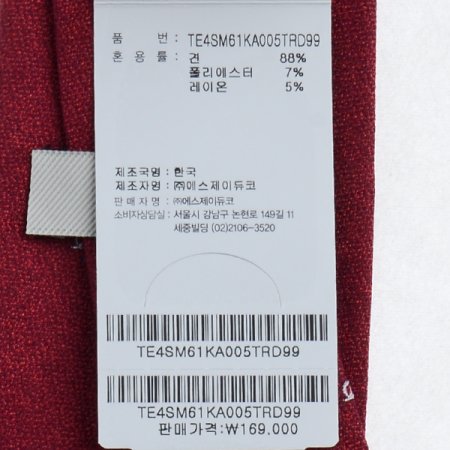 품 번: TE4SM61KA005TRD99
혼 용 률: 견 88%
폴리에스터 7%
레이온 5%
제조국명: 한국
제조자명: ㈜에스제이듀코
판 매 자 명: ㈜에스제이듀코
소비자상담실: 서울시 강남구 논현로 149길 11
세중빌딩 (02)2106-3520
TE4SM61KA005TRD99
TE4SM61KA005TRD99
판매가격:₩169,000